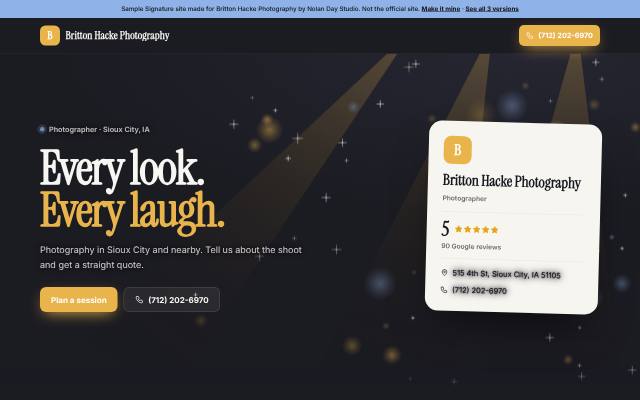 Sample Signature site made for Britton Hacke Photography by Nolan Day Studio. Not the official site. Make it mine · See all 3 versions
B Britton Hacke Photography
(712) 202-6970
Photographer · Sioux City, IA
Every look.
Every laugh.
Photography in Sioux City and nearby. Tell us about the shoot
and get a straight quote.
Plan a session
(712) 202-6970
B
Britton Hacke Photography
Photographer
5
90 Google reviews
515 4th St, Sioux City, IA 51105
(712) 202-6970